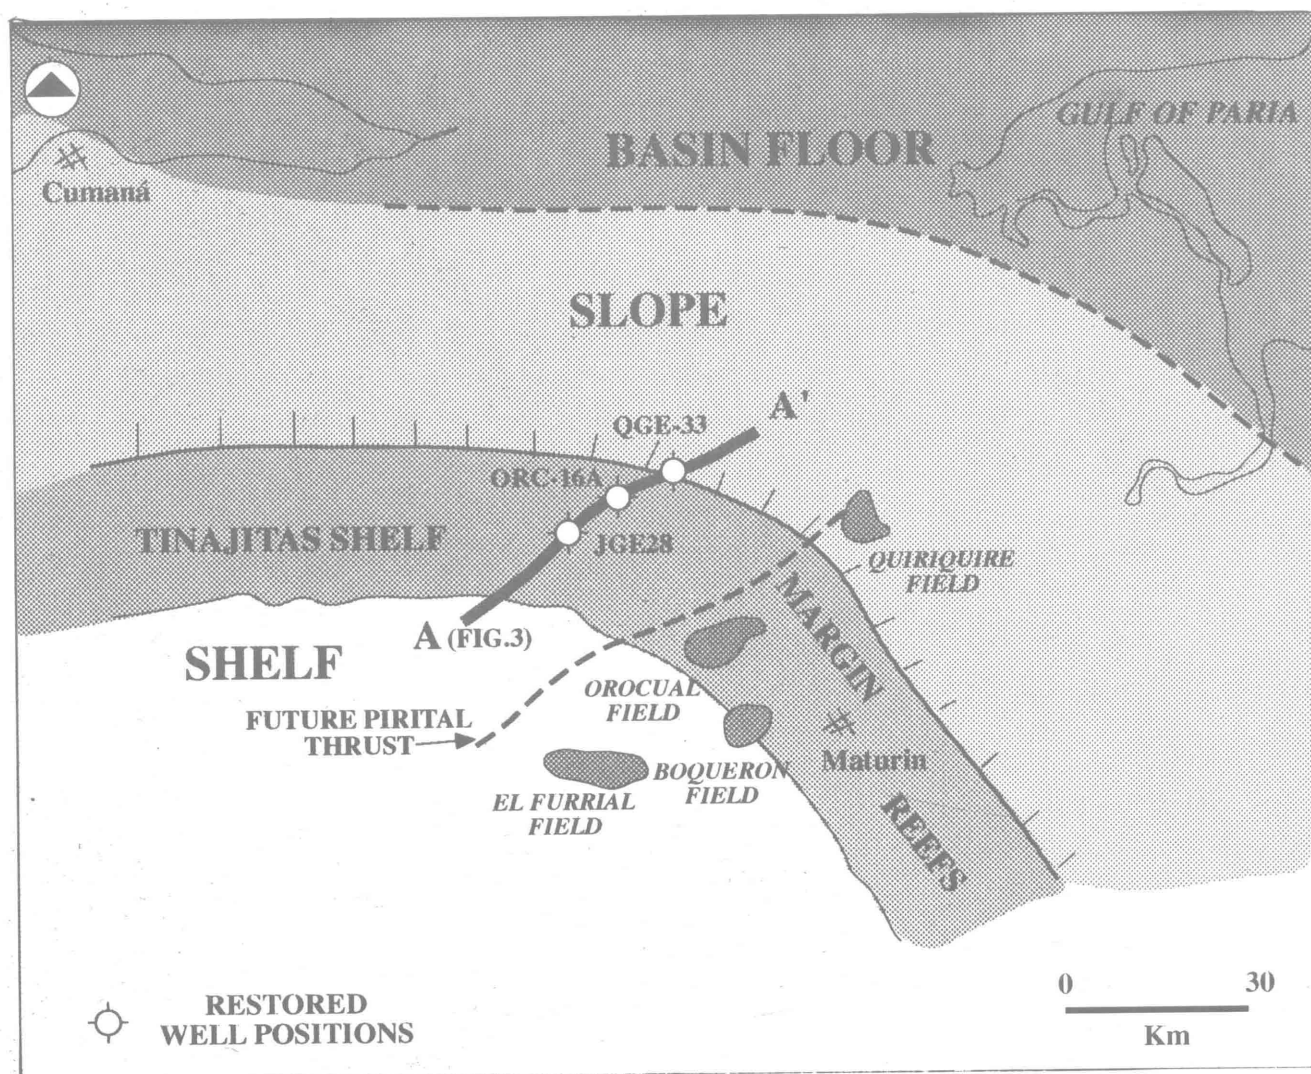 GULF OF PARIA
BASIN FLOOR
Cumaná
SLOPE
A'
QGE-33
ORC-16A
TINAJITAS SHELF
JGE28
QUIRIQUIRE
FIELD
MARGIN
A (FIG.3)
SHELF
OROCUAL
FIELD
FUTURE PIRITAL
THRUST
BOQUERON
FIELD
Maturin
EL FURRIAL
FIELD
REEFS
0 30
Km
RESTORED
WELL POSITIONS